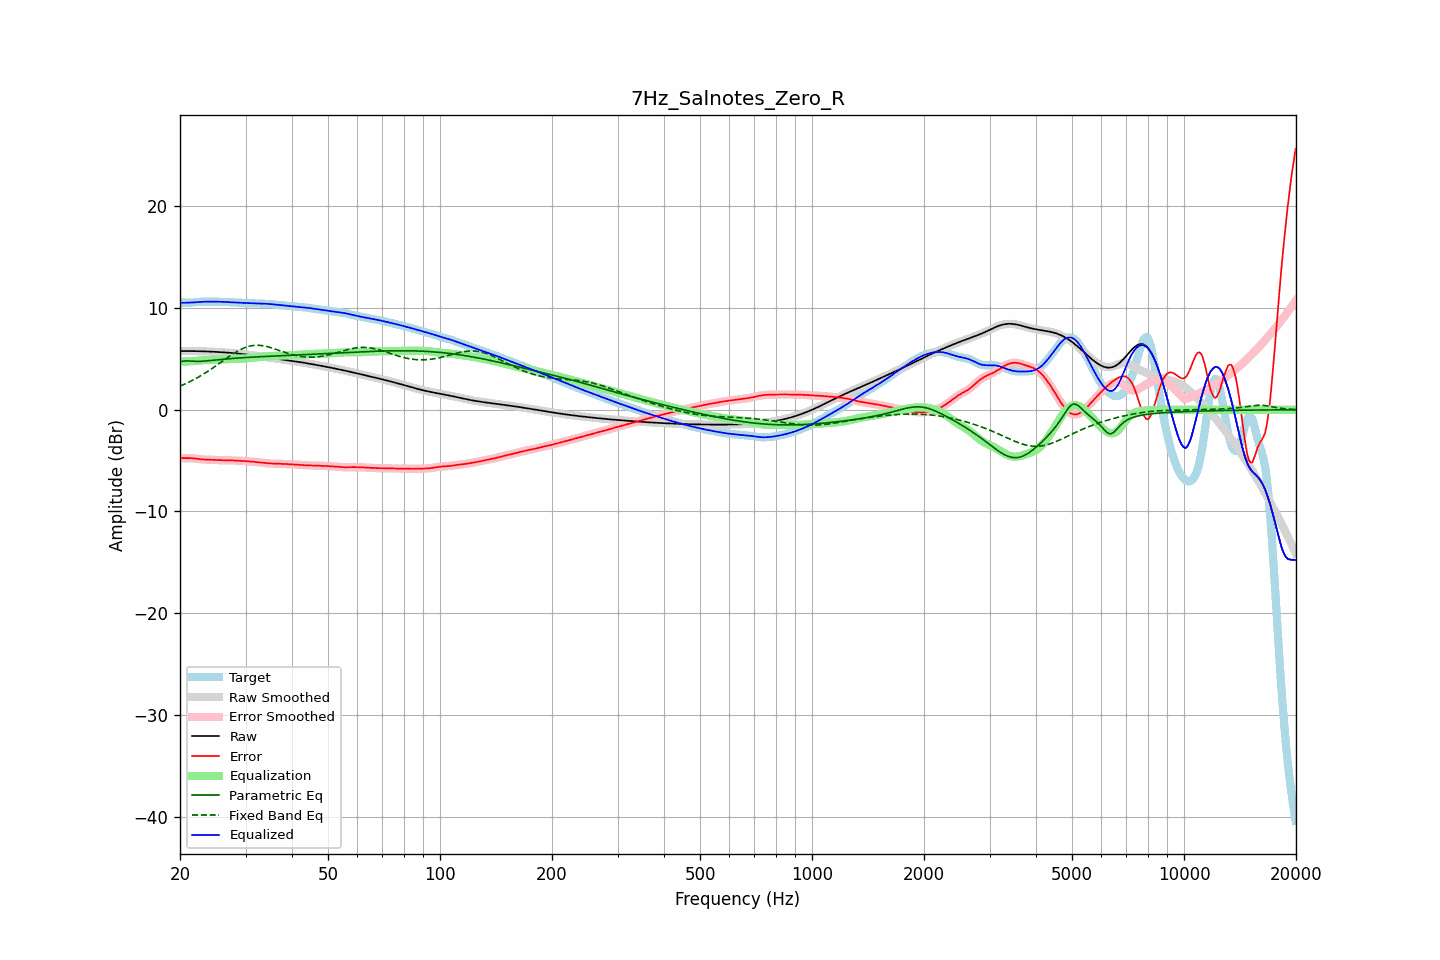 7Hz_Salnotes_Zero_R
Amplitude (dBr)
20
10
0
−10
−20
−30
−40
Target
Raw Smoothed
Error Smoothed
Raw
Error
Equalization
Parametric Eq
Fixed Band Eq
Equalized
20 50 100 200 500 1000 2000 5000 10000 20000
Frequency (Hz)